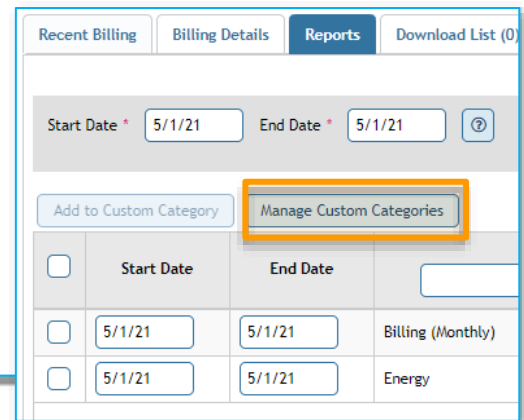 Recent Billing Billing Details Reports Download List (0)
Start Date * 5/1/21 End Date * 5/1/21 ?
Add to Custom Category Manage Custom Categories
Start Date End Date
5/1/21 5/1/21 Billing (Monthly)
5/1/21 5/1/21 Energy